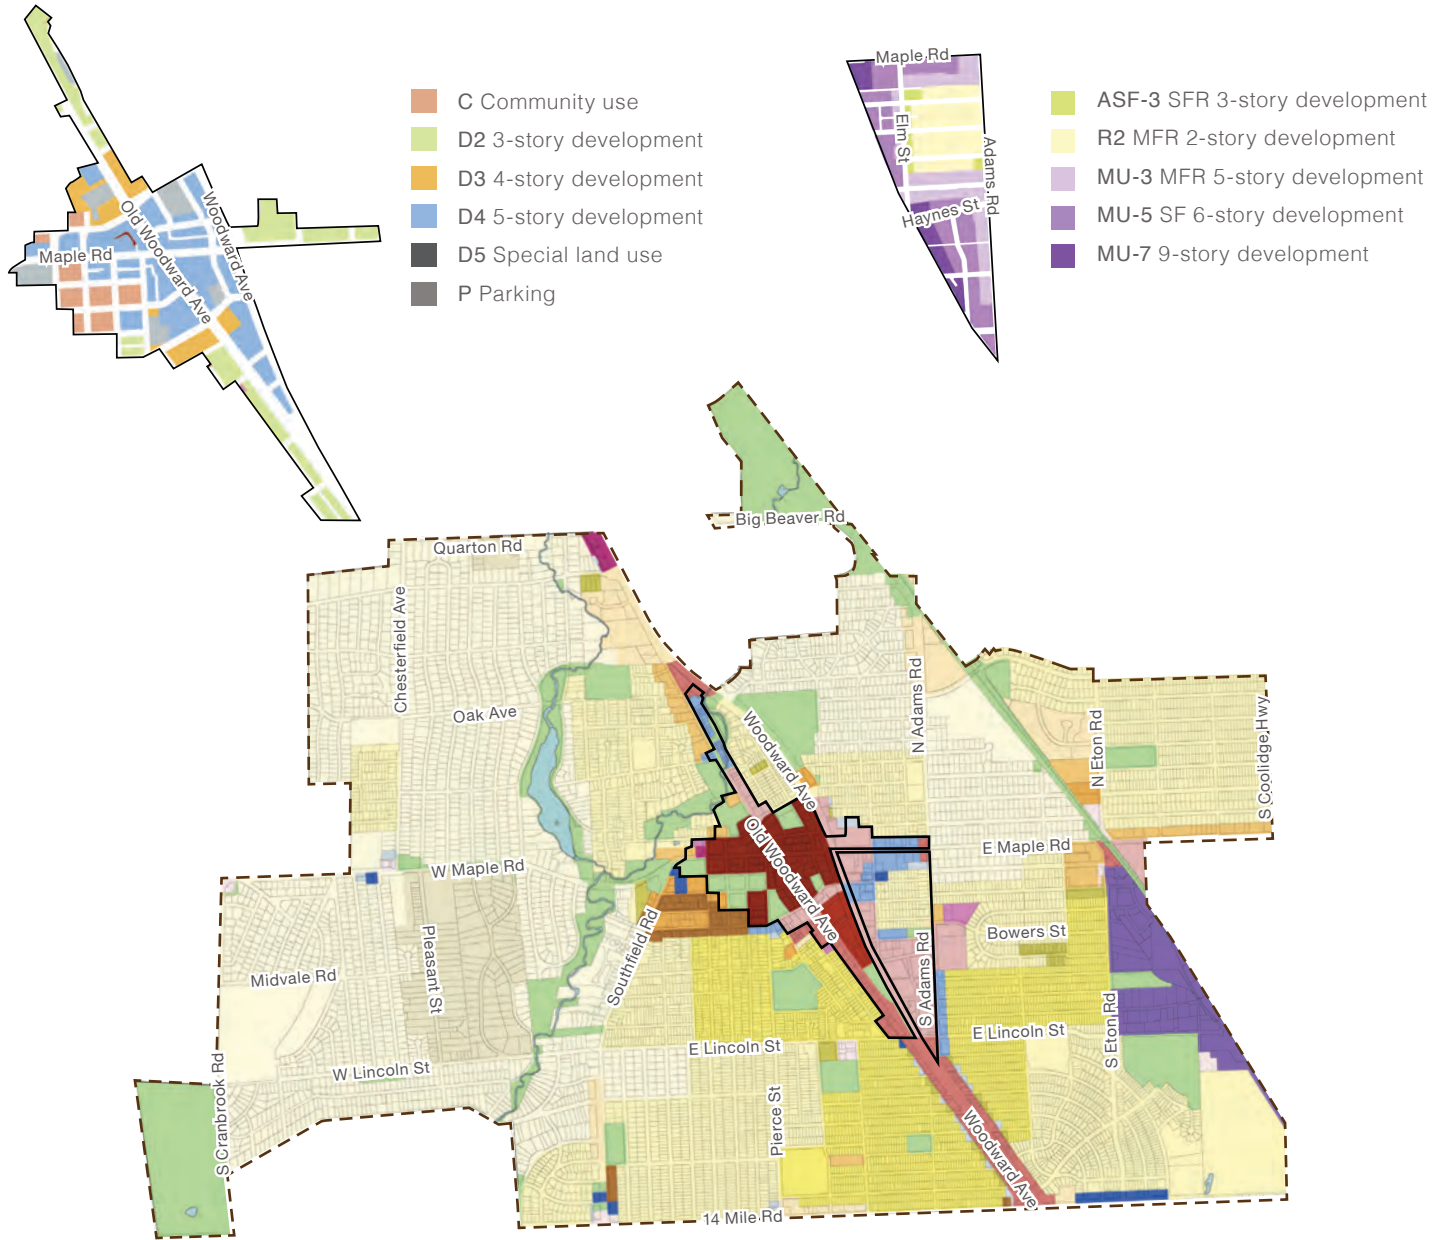 Maple Rd
Old Woodward Ave
Woodward Ave
C Community use
D2 3-story development
D3 4-story development
D4 5-story development
D5 Special land use
P Parking
Maple Rd
Elm St
Adams Rd
Haynes St
ASF-3 SFR 3-story development
R2 MFR 2-story development
MU-3 MFR 5-story development
MU-5 SF 6-story development
MU-7 9-story development
Big Beaver Rd
Quarton Rd
Chesterfield Ave
Oak Ave
Woodward Ave
N Adams Rd
N Eton Rd
S Coolidge Hwy
Old Woodward Ave
E Maple Rd
W Maple Rd
Bowers St
Pleasant St
Southfield Rd
Midvale Rd
S Adams Rd
S Eton Rd
E Lincoln St
E Lincoln St
W Lincoln St
S Cranbrook Rd
Pierce St
Woodward Ave
14 Mile Rd